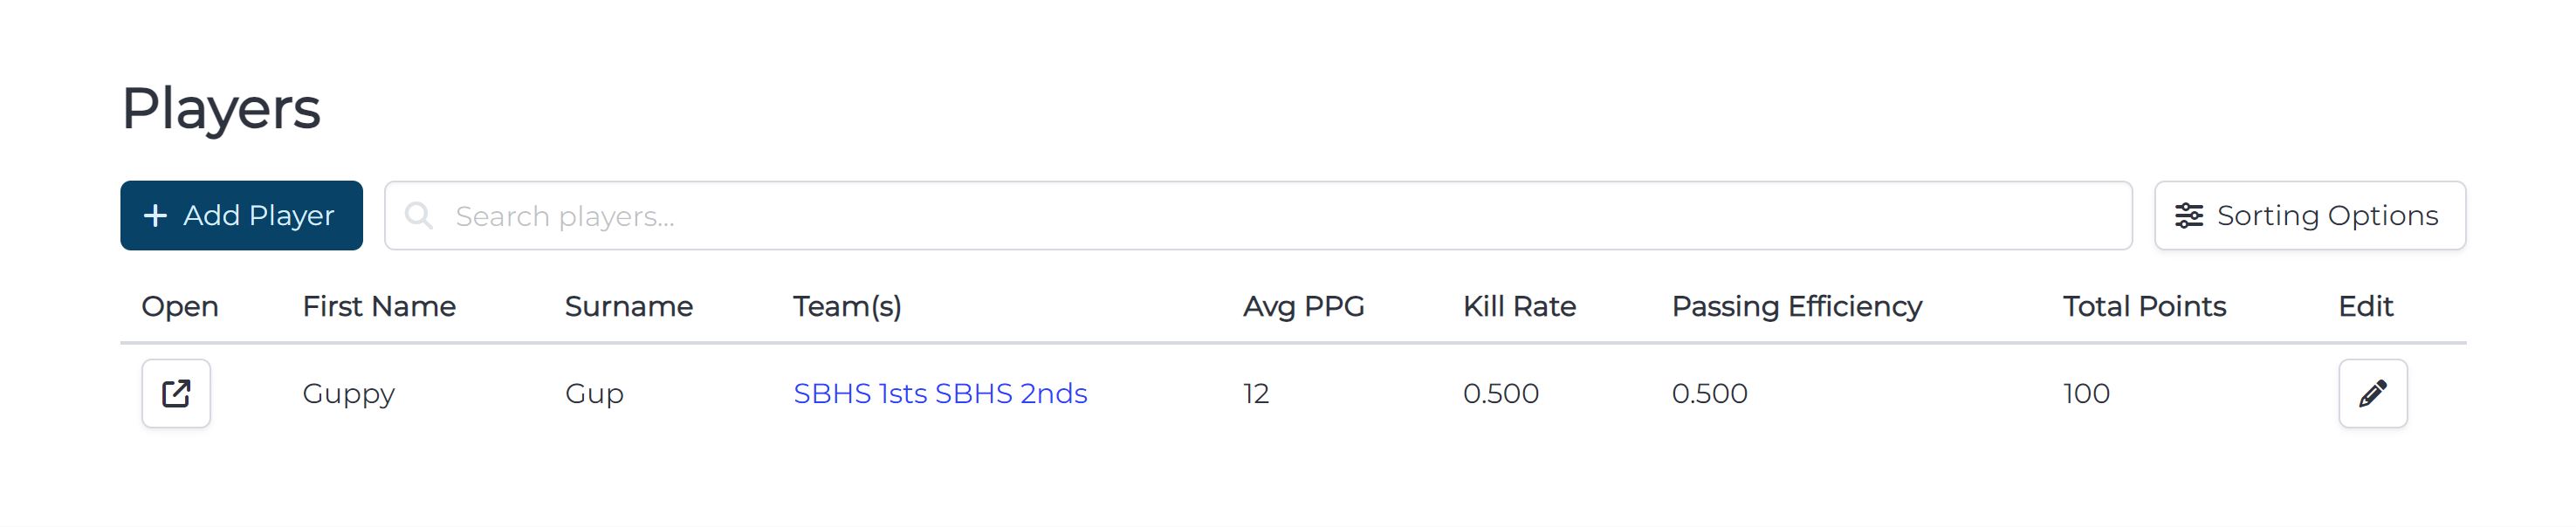 Players
Add Player Search players... Sorting Options
Open First Name Surname Team(s) Avg PPG Kill Rate Passing Efficiency Total Points Edit
Guppy Gup SBHS 1sts SBHS 2nds 12 0.500 0.500 100